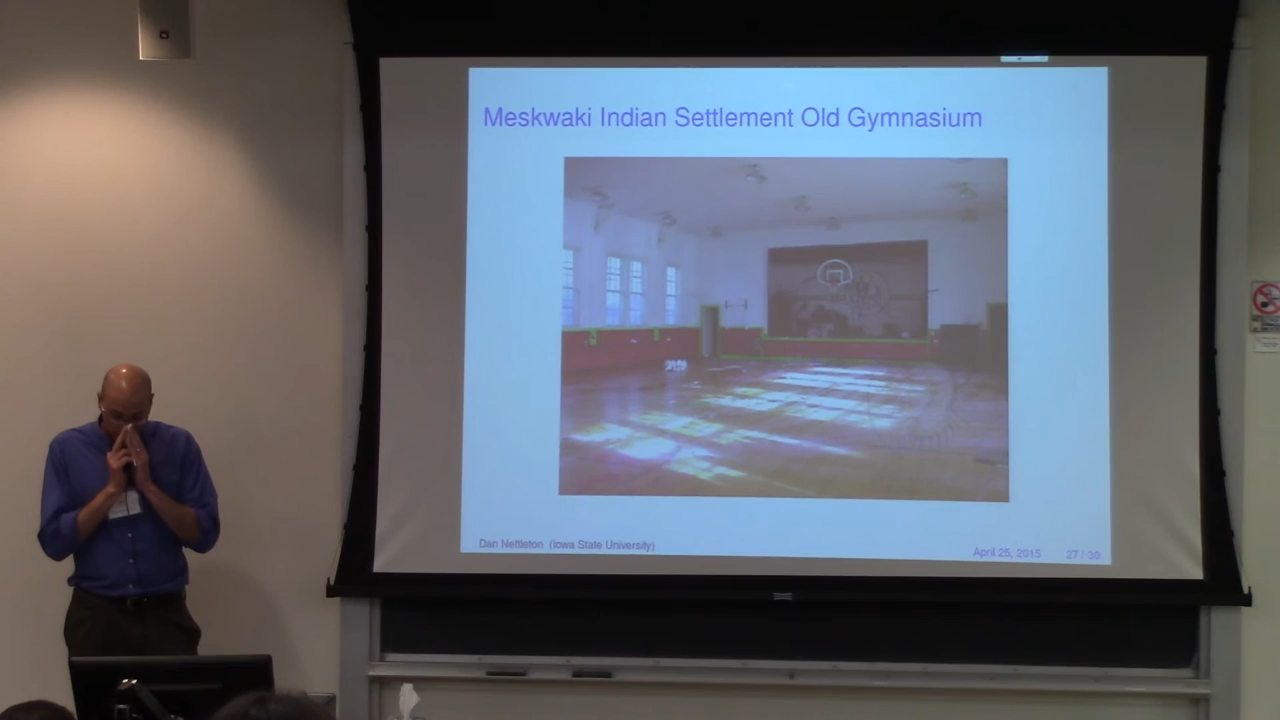 Meskwaki Indian Settlement Old Gymnasium
Dan Nettleton (Iowa State University)
April 25, 2015 27 / 30